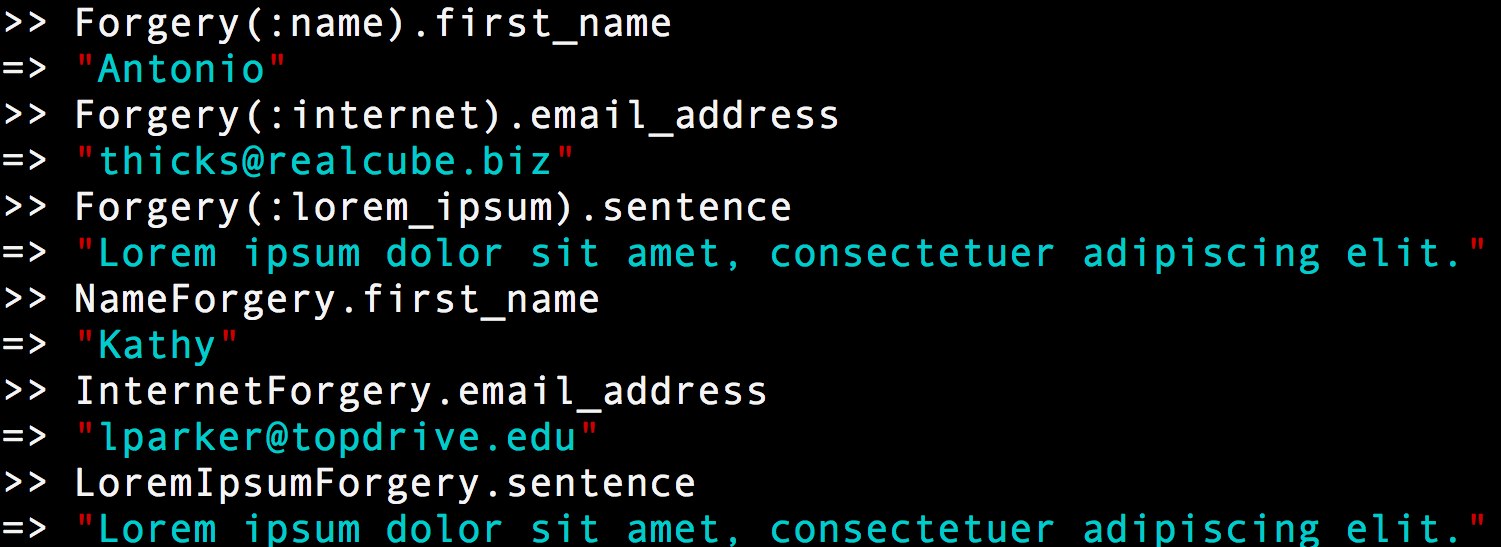 >> Forgery(:name).first_name
=> "Antonio"
>> Forgery(:internet).email_address
=> "thicks@realcube.biz"
>> Forgery(:lorem_ipsum).sentence
=> "Lorem ipsum dolor sit amet, consectetuer adipiscing elit."
>> NameForgery.first_name
=> "Kathy"
>> InternetForgery.email_address
=> "lparker@topdrive.edu"
>> LoremIpsumForgery.sentence
=> "Lorem ipsum dolor sit amet, consectetuer adipiscing elit."